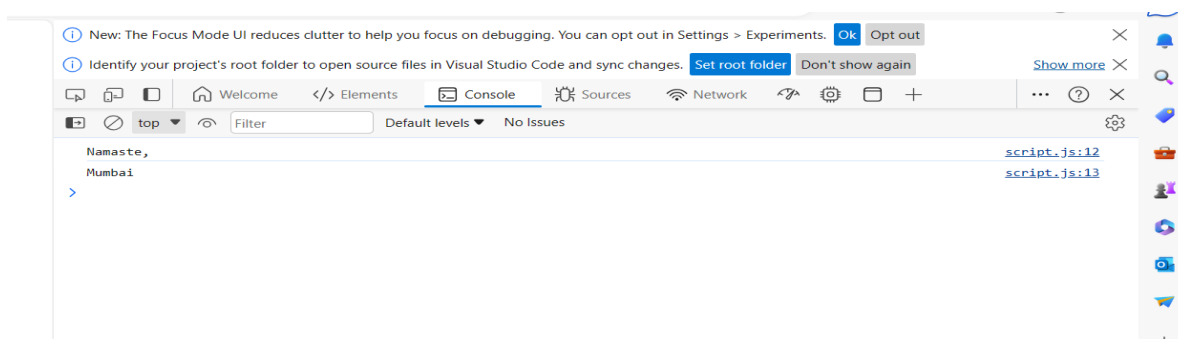 New: The Focus Mode UI reduces clutter to help you focus on debugging. You can opt out in Settings > Experiments. Ok Opt out
Identify your project's root folder to open source files in Visual Studio Code and sync changes. Set root folder Don't show again Show more
Welcome </> Elements Console Sources Network
top Filter Default levels No Issues
Namaste, script.js:12
Mumbai script.js:13
>